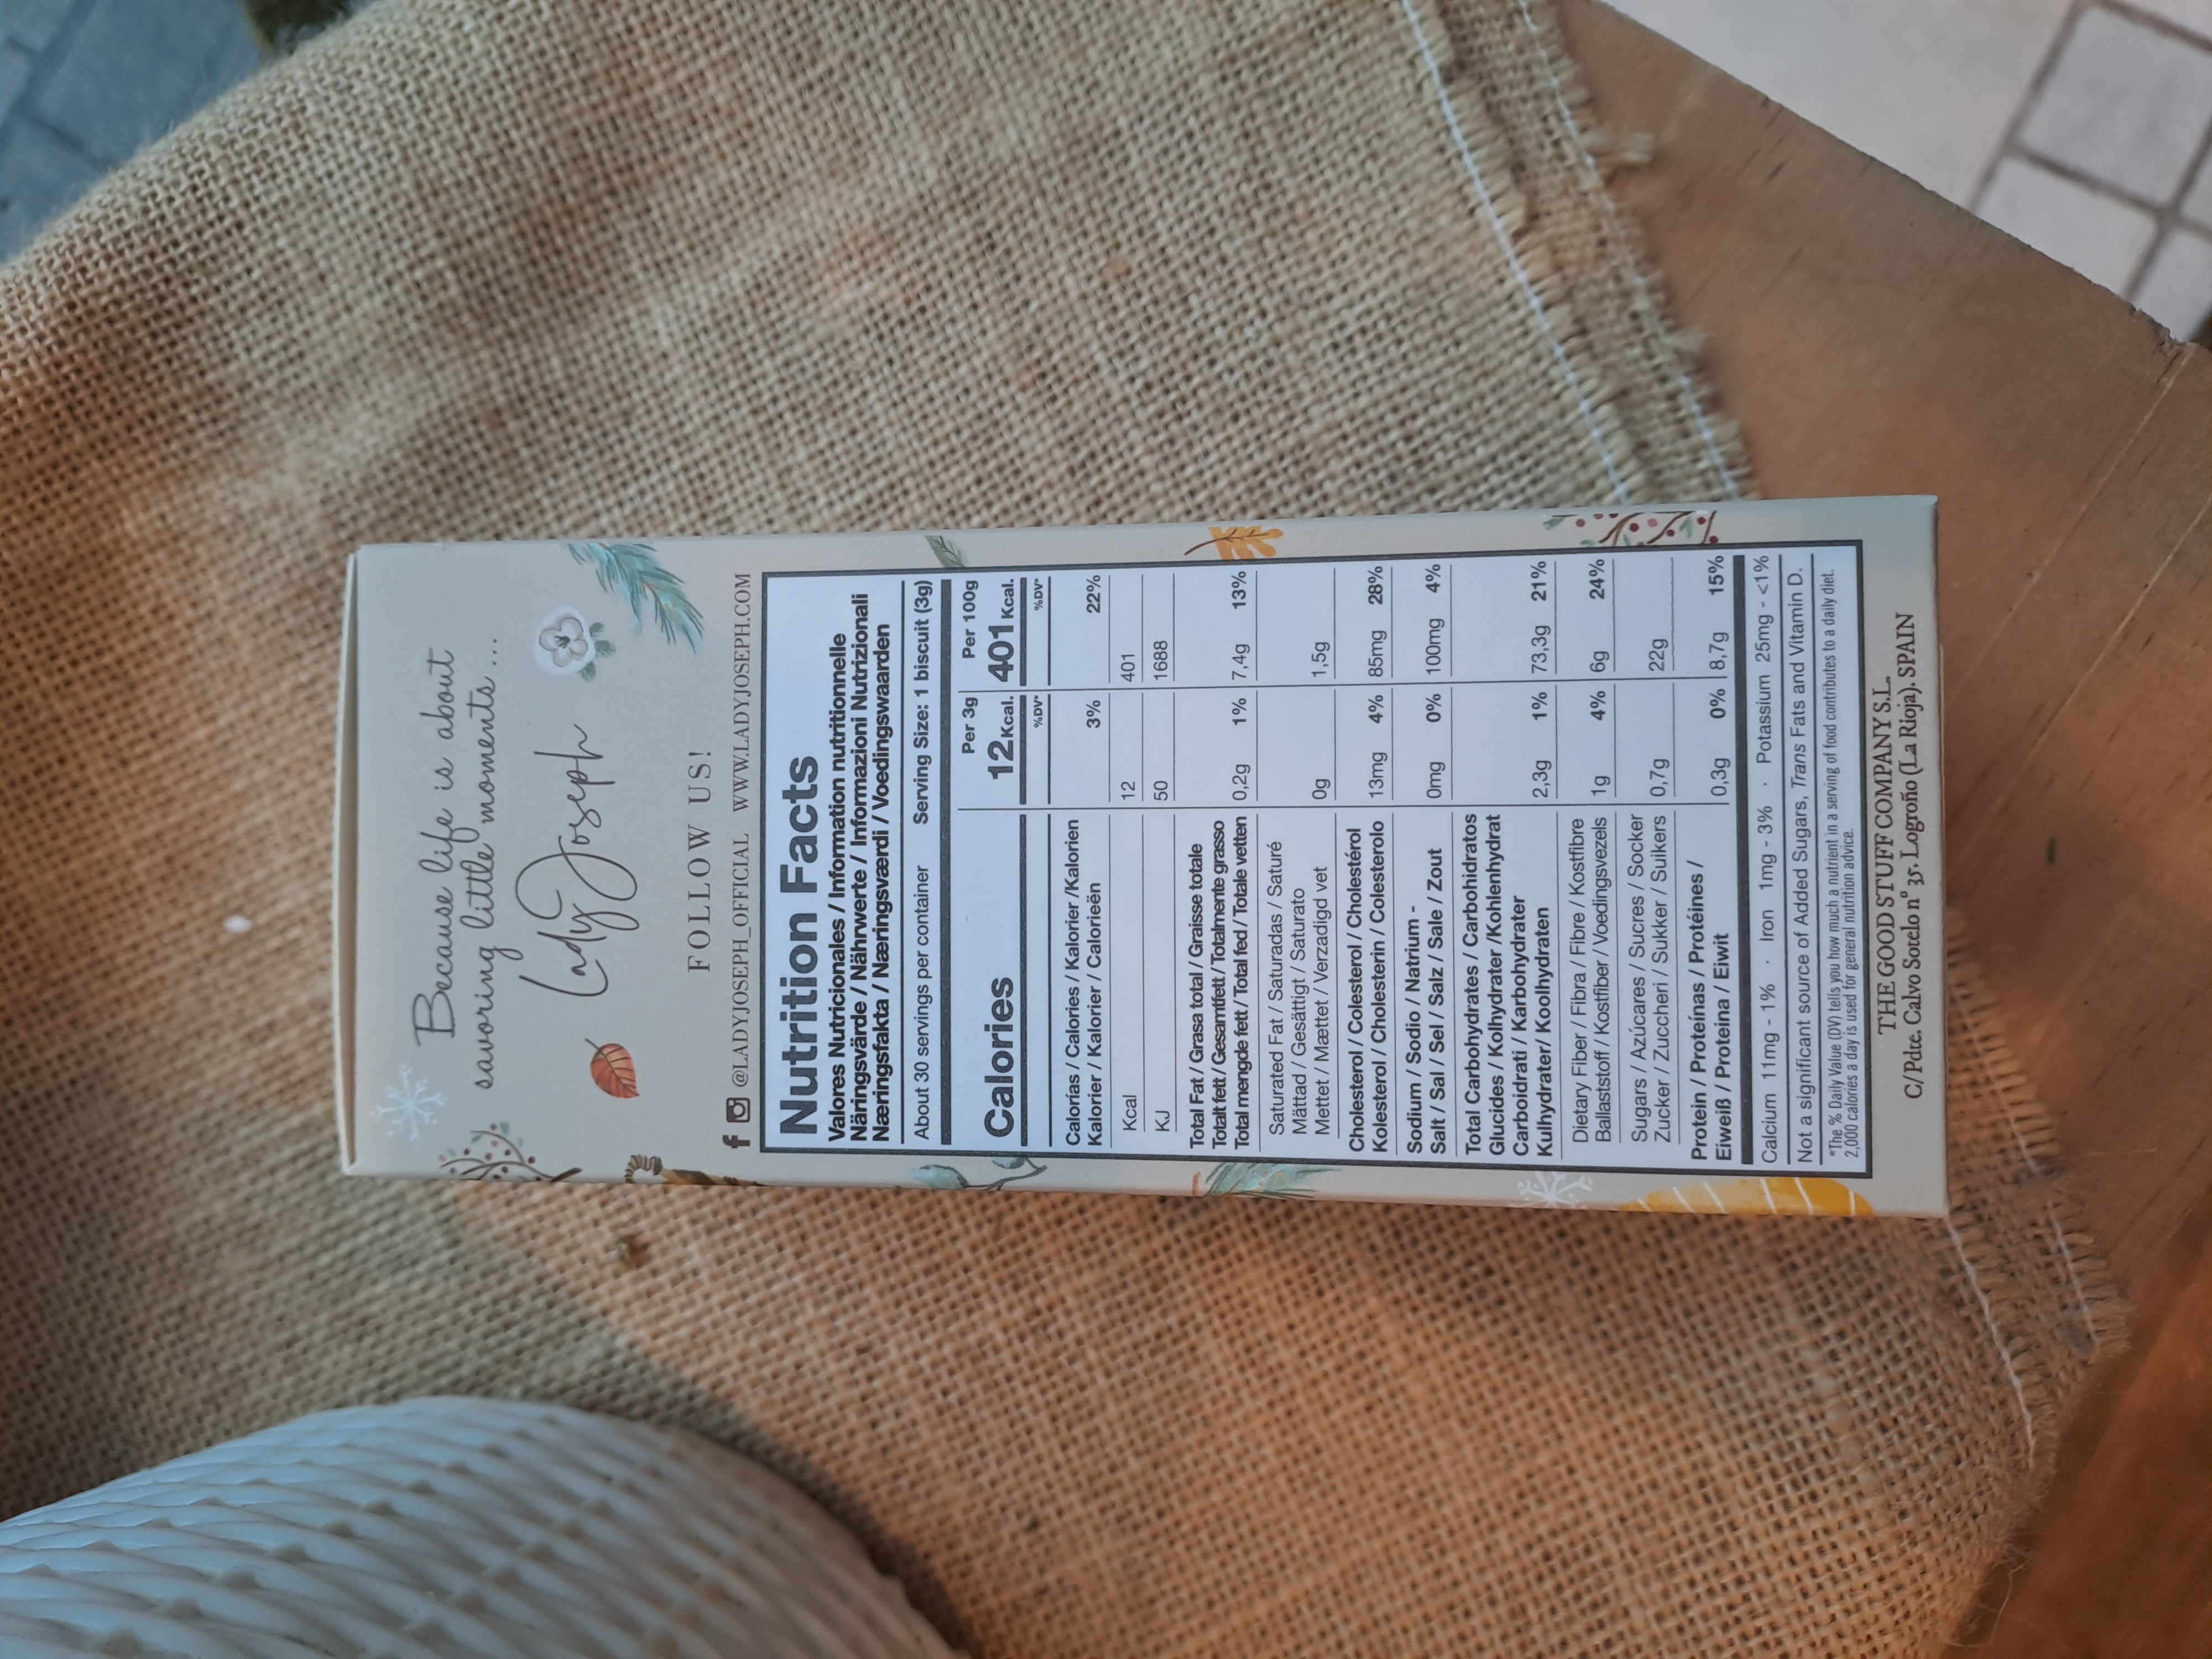 Because life is about
savoring little moments...
Lady Joseph
FOLLOW US!
@LADYJOSEPH_OFFICIAL WWW.LADYJOSEPH.COM
Nutrition Facts
Valores Nutricionales / Information nutritionnelle
Näringsvärde / Nährwerte / Informazioni Nutrizionali
Næringsfakta / Næringsværdi / Voedingswaarden
About 30 servings per container Serving Size: 1 biscuit (3g)
Per 3g Per 100g
Calories 12 Kcal. 401 Kcal.
%DV* %DV*
Calorías / Calories / Kalorier /Kalorien
Kalorier / Kalorier / Calorieën 3% 22%
Kcal 12 401
KJ 50 1688
Total Fat / Grasa total / Graisse totale
Totalt fett / Gesamtfett / Totalmente grasso
Total mengde fett / Total fed / Totale vetten 0,2g 1% 7,4g 13%
Saturated Fat / Saturadas / Saturé
Mättad / Gesättigt / Saturato
Mettet / Mættet / Verzadigd vet 0g 1,5g
Cholesterol / Colesterol / Cholestérol
Kolesterol / Cholesterin / Colesterolo 13mg 4% 85mg 28%
Sodium / Sodio / Natrium -
Salt / Sal / Sel / Salz / Sale / Zout 0mg 0% 100mg 4%
Total Carbohydrates / Carbohidratos
Glucides / Kolhydrater /Kohlenhydrat
Carboidrati / Karbohydrater
Kulhydrater/ Koolhydraten 2,3g 1% 73,3g 21%
Dietary Fiber / Fibra / Fibre / Kostfibre
Ballaststoff / Kostfiber / Voedingsvezels 1g 4% 6g 24%
Sugars / Azúcares / Sucres / Socker
Zucker / Zuccheri / Sukker / Suikers 0,7g 22g
Protein / Proteínas / Protéines /
Eiweiß / Proteina / Eiwit 0,3g 0% 8,7g 15%
Calcium 11mg - 1% · Iron 1mg - 3% · Potassium 25mg - <1%
Not a significant source of Added Sugars, Trans Fats and Vitamin D.
*The % Daily Value (DV) tells you how much a nutrient in a serving of food contributes to a daily diet.
2,000 calories a day is used for general nutrition advice.
THE GOOD STUFF COMPANY S.L.
C/Pdte. Calvo Sotelo nº 35. Logroño (La Rioja). SPAIN